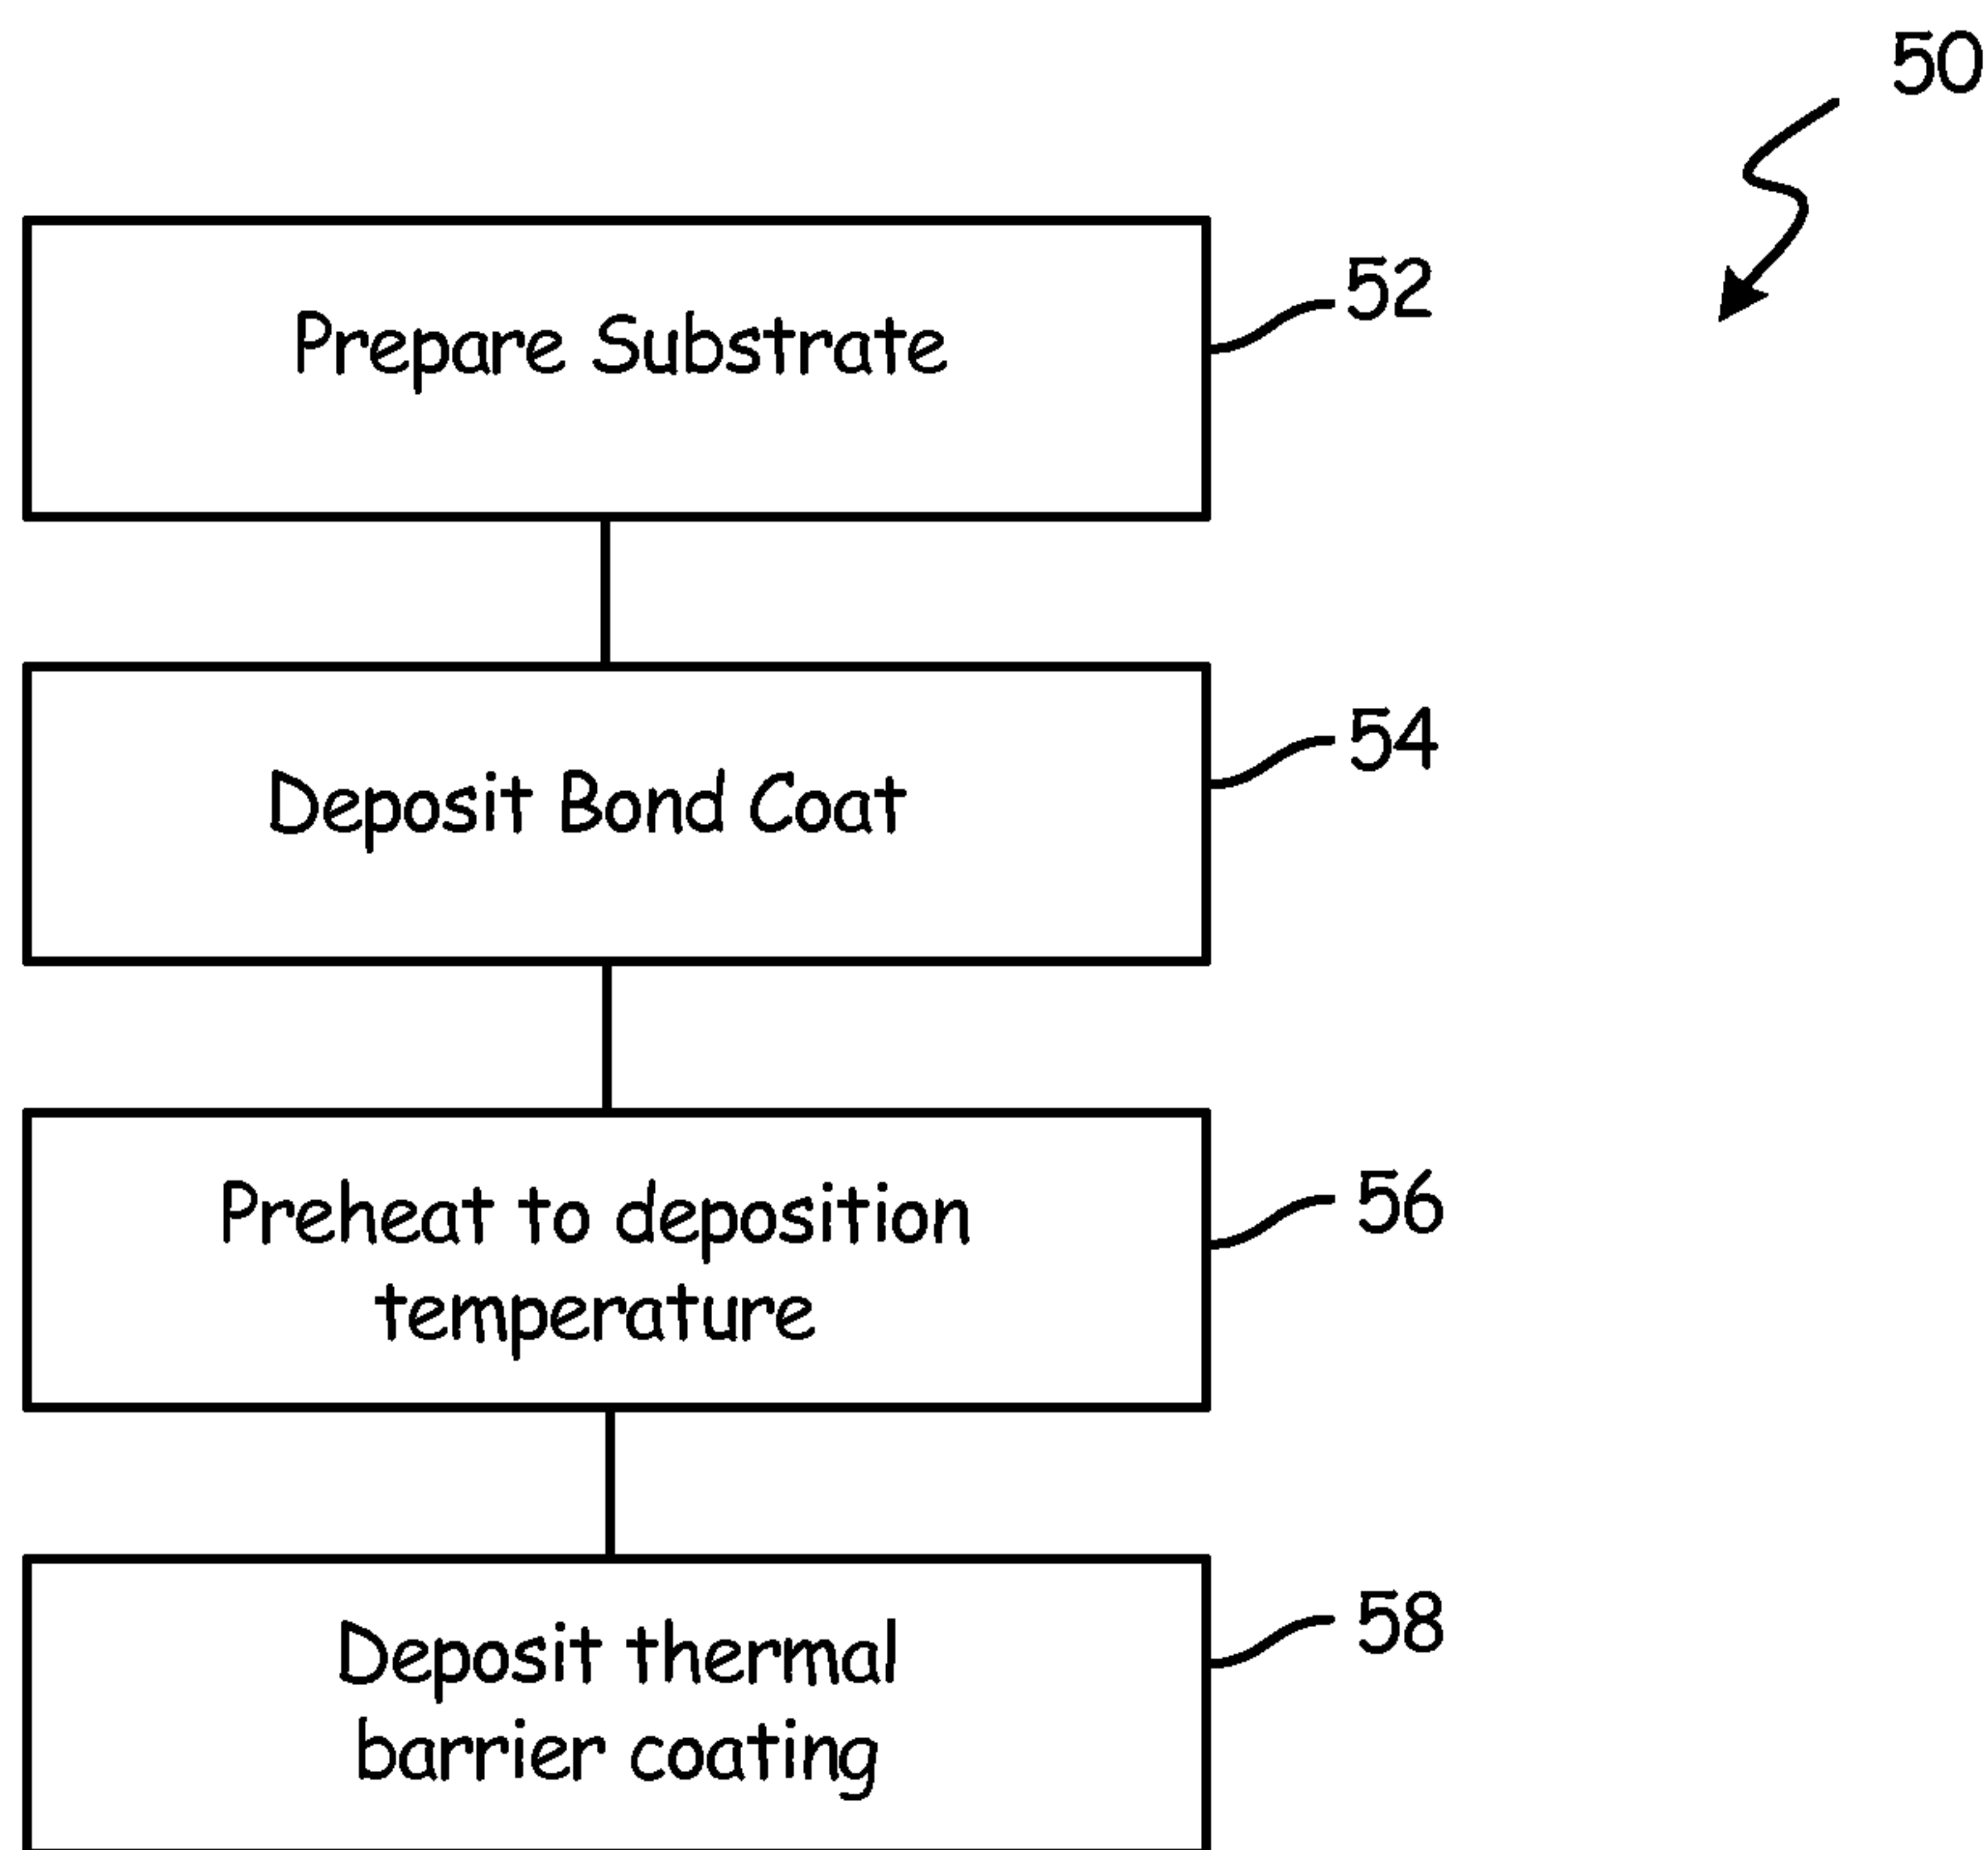 50
Prepare Substrate
52
Deposit Bond Coat
54
Preheat to deposition
temperature
56
Deposit thermal
barrier coating
58